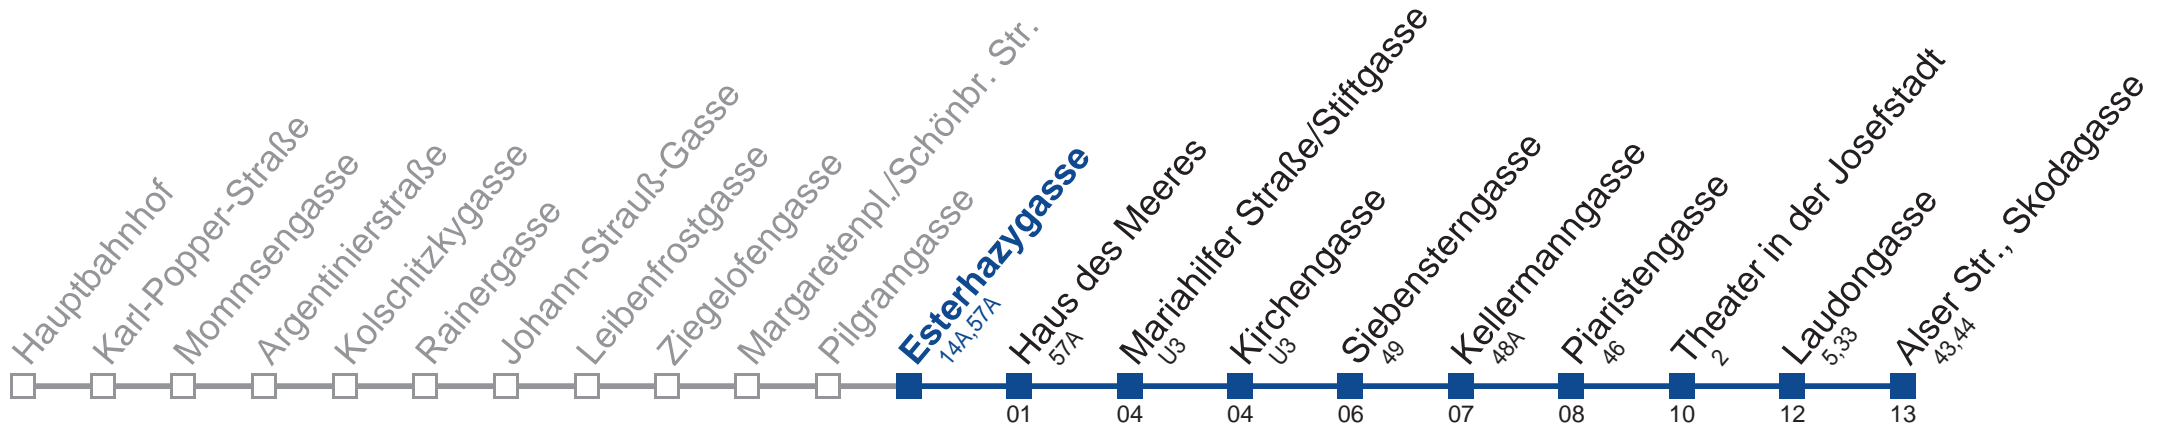 Hauptbahnhof
Karl-Popper-Straße
Mommsengasse
Argentinierstraße
Kolschitzkygasse
Rainergasse
Johann-Strauß-Gasse
Leibenfrostgasse
Ziegelofengasse
Margaretenpl./Schönbr. Str.
Pilgramgasse
Esterhazygasse
14A,57A
Haus des Meeres
57A
Mariahilfer Straße/Stiftgasse
U3
Kirchengasse
U3
Siebensterngasse
49
Kellermanngasse
48A
Piaristengasse
46
Theater in der Josefstadt
2
Laudongasse
5,33
Alser Str., Skodagasse
43,44
01 04 04 06 07 08 10 12 13